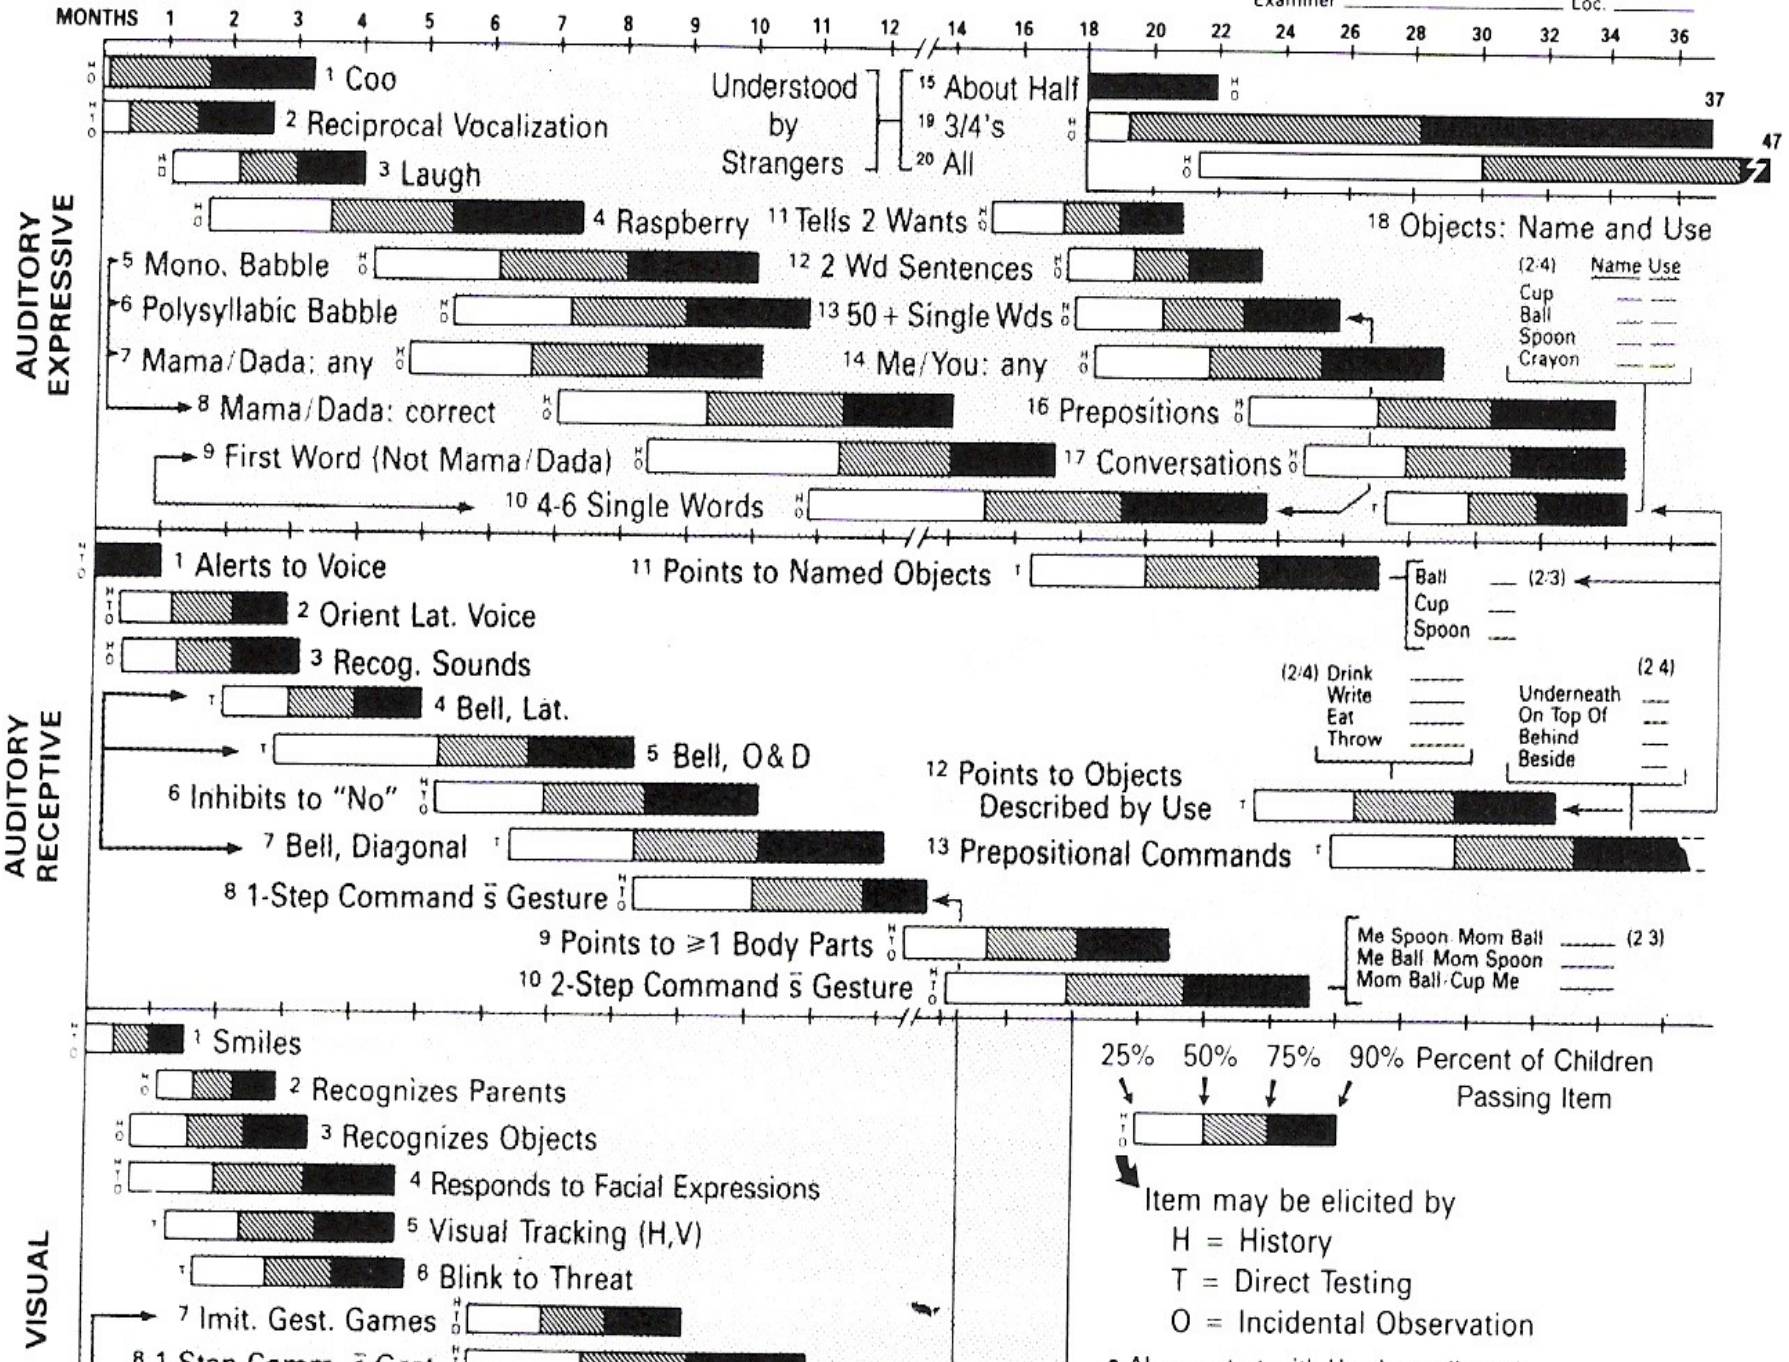 Examiner Loc.
MONTHS 1 2 3 4 5 6 7 8 9 10 11 12 14 16 18 20 22 24 26 28 30 32 34 36
AUDITORY EXPRESSIVE
H O 1 Coo
H T O 2 Reciprocal Vocalization
H O 3 Laugh
Understood by Strangers
15 About Half H O
19 3/4's H O 37
20 All H O 47
H O 4 Raspberry
11 Tells 2 Wants H O
18 Objects: Name and Use
5 Mono. Babble H O
12 2 Wd Sentences H O
(2:4) Name Use
Cup
Ball
Spoon
Crayon
6 Polysyllabic Babble H O
13 50 + Single Wds H O
7 Mama/Dada: any H O
14 Me/You: any H O
8 Mama/Dada: correct H O
16 Prepositions H O
9 First Word (Not Mama/Dada) H O
17 Conversations H O
10 4-6 Single Words H O
T
AUDITORY RECEPTIVE
H T O 1 Alerts to Voice
11 Points to Named Objects T
Ball (2:3)
Cup
Spoon
H T O 2 Orient Lat. Voice
H O 3 Recog. Sounds
T 4 Bell, Lat.
(2/4) Drink
Write
Eat
Throw
(2 4)
Underneath
On Top Of
Behind
Beside
T 5 Bell, O & D
6 Inhibits to "No" H T O
12 Points to Objects
Described by Use T
7 Bell, Diagonal T
13 Prepositional Commands T
8 1-Step Command s̄ Gesture H T O
9 Points to ≥1 Body Parts H T O
10 2-Step Command s̄ Gesture H T O
Me Spoon Mom Ball (2 3)
Me Ball Mom Spoon
Mom Ball-Cup Me
VISUAL
H T O 1 Smiles
H O 2 Recognizes Parents
H O 3 Recognizes Objects
H T O 4 Responds to Facial Expressions
T 5 Visual Tracking (H,V)
T 6 Blink to Threat
7 Imit. Gest. Games H T O
25% 50% 75% 90% Percent of Children
Passing Item
H T O
Item may be elicited by
H = History
T = Direct Testing
O = Incidental Observation